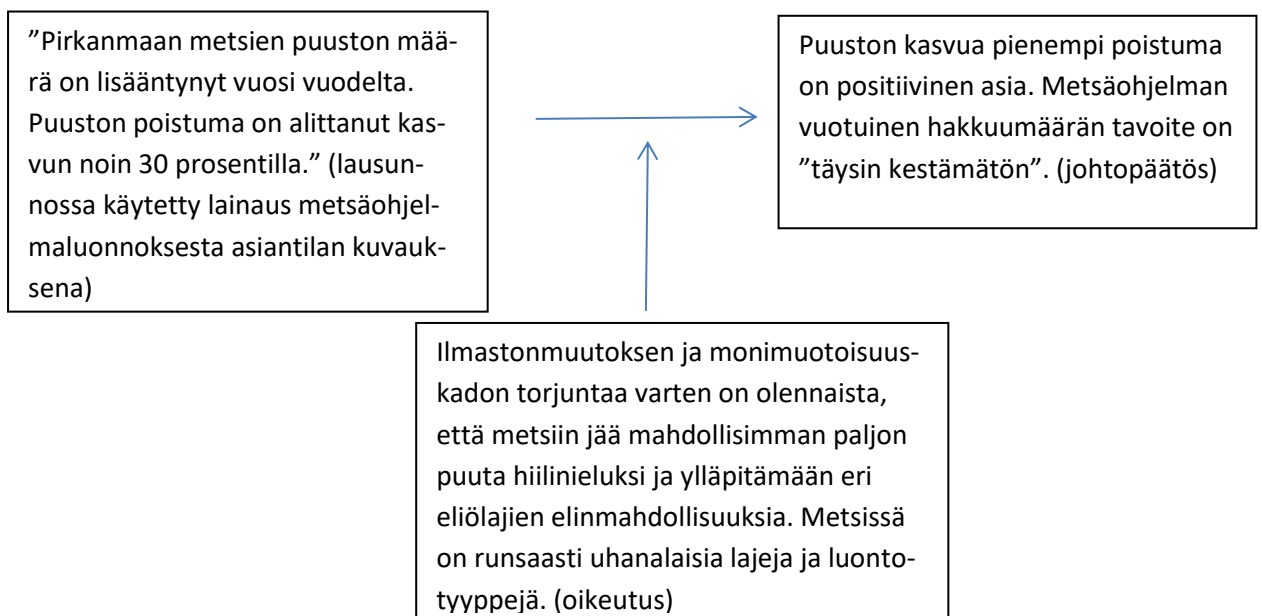 ”Pirkanmaan metsien puuston mää-
rä on lisääntynyt vuosi vuodelta.
Puuston poistuma on alittanut kas-
vun noin 30 prosentilla.” (lausun-
nossa käytetty lainaus metsäohjel-
maluonnoksesta asiantilan kuvauk-
sena)
Puuston kasvua pienempi poistuma
on positiivinen asia. Metsäohjelman
vuotuinen hakkuumäärän tavoite on
”täysin kestämätön”. (johtopäätös)
Ilmastonmuutoksen ja monimuotoisuus-
kadon torjuntaa varten on olennaista,
että metsiin jää mahdollisimman paljon
puuta hiilinieluksi ja ylläpitämään eri
eliölajien elinmahdollisuuksia. Metsissä
on runsaasti uhanalaisia lajeja ja luonto-
tyyppejä. (oikeutus)